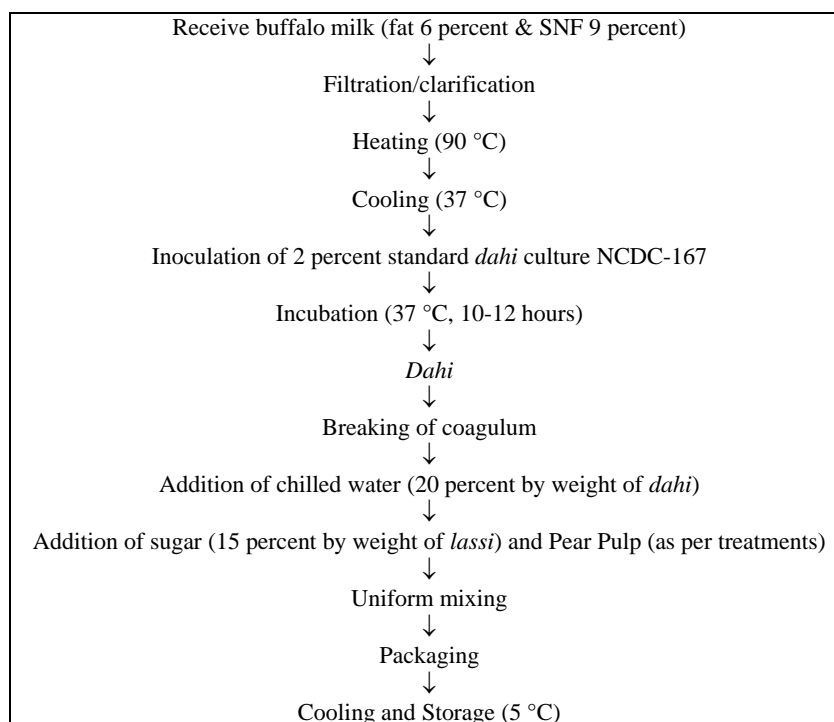 Receive buffalo milk (fat 6 percent & SNF 9 percent)
↓
Filtration/clarification
↓
Heating (90 °C)
↓
Cooling (37 °C)
↓
Inoculation of 2 percent standard dahi culture NCDC-167
↓
Incubation (37 °C, 10-12 hours)
↓
Dahi
↓
Breaking of coagulum
↓
Addition of chilled water (20 percent by weight of dahi)
↓
Addition of sugar (15 percent by weight of lassi) and Pear Pulp (as per treatments)
↓
Uniform mixing
↓
Packaging
↓
Cooling and Storage (5 °C)